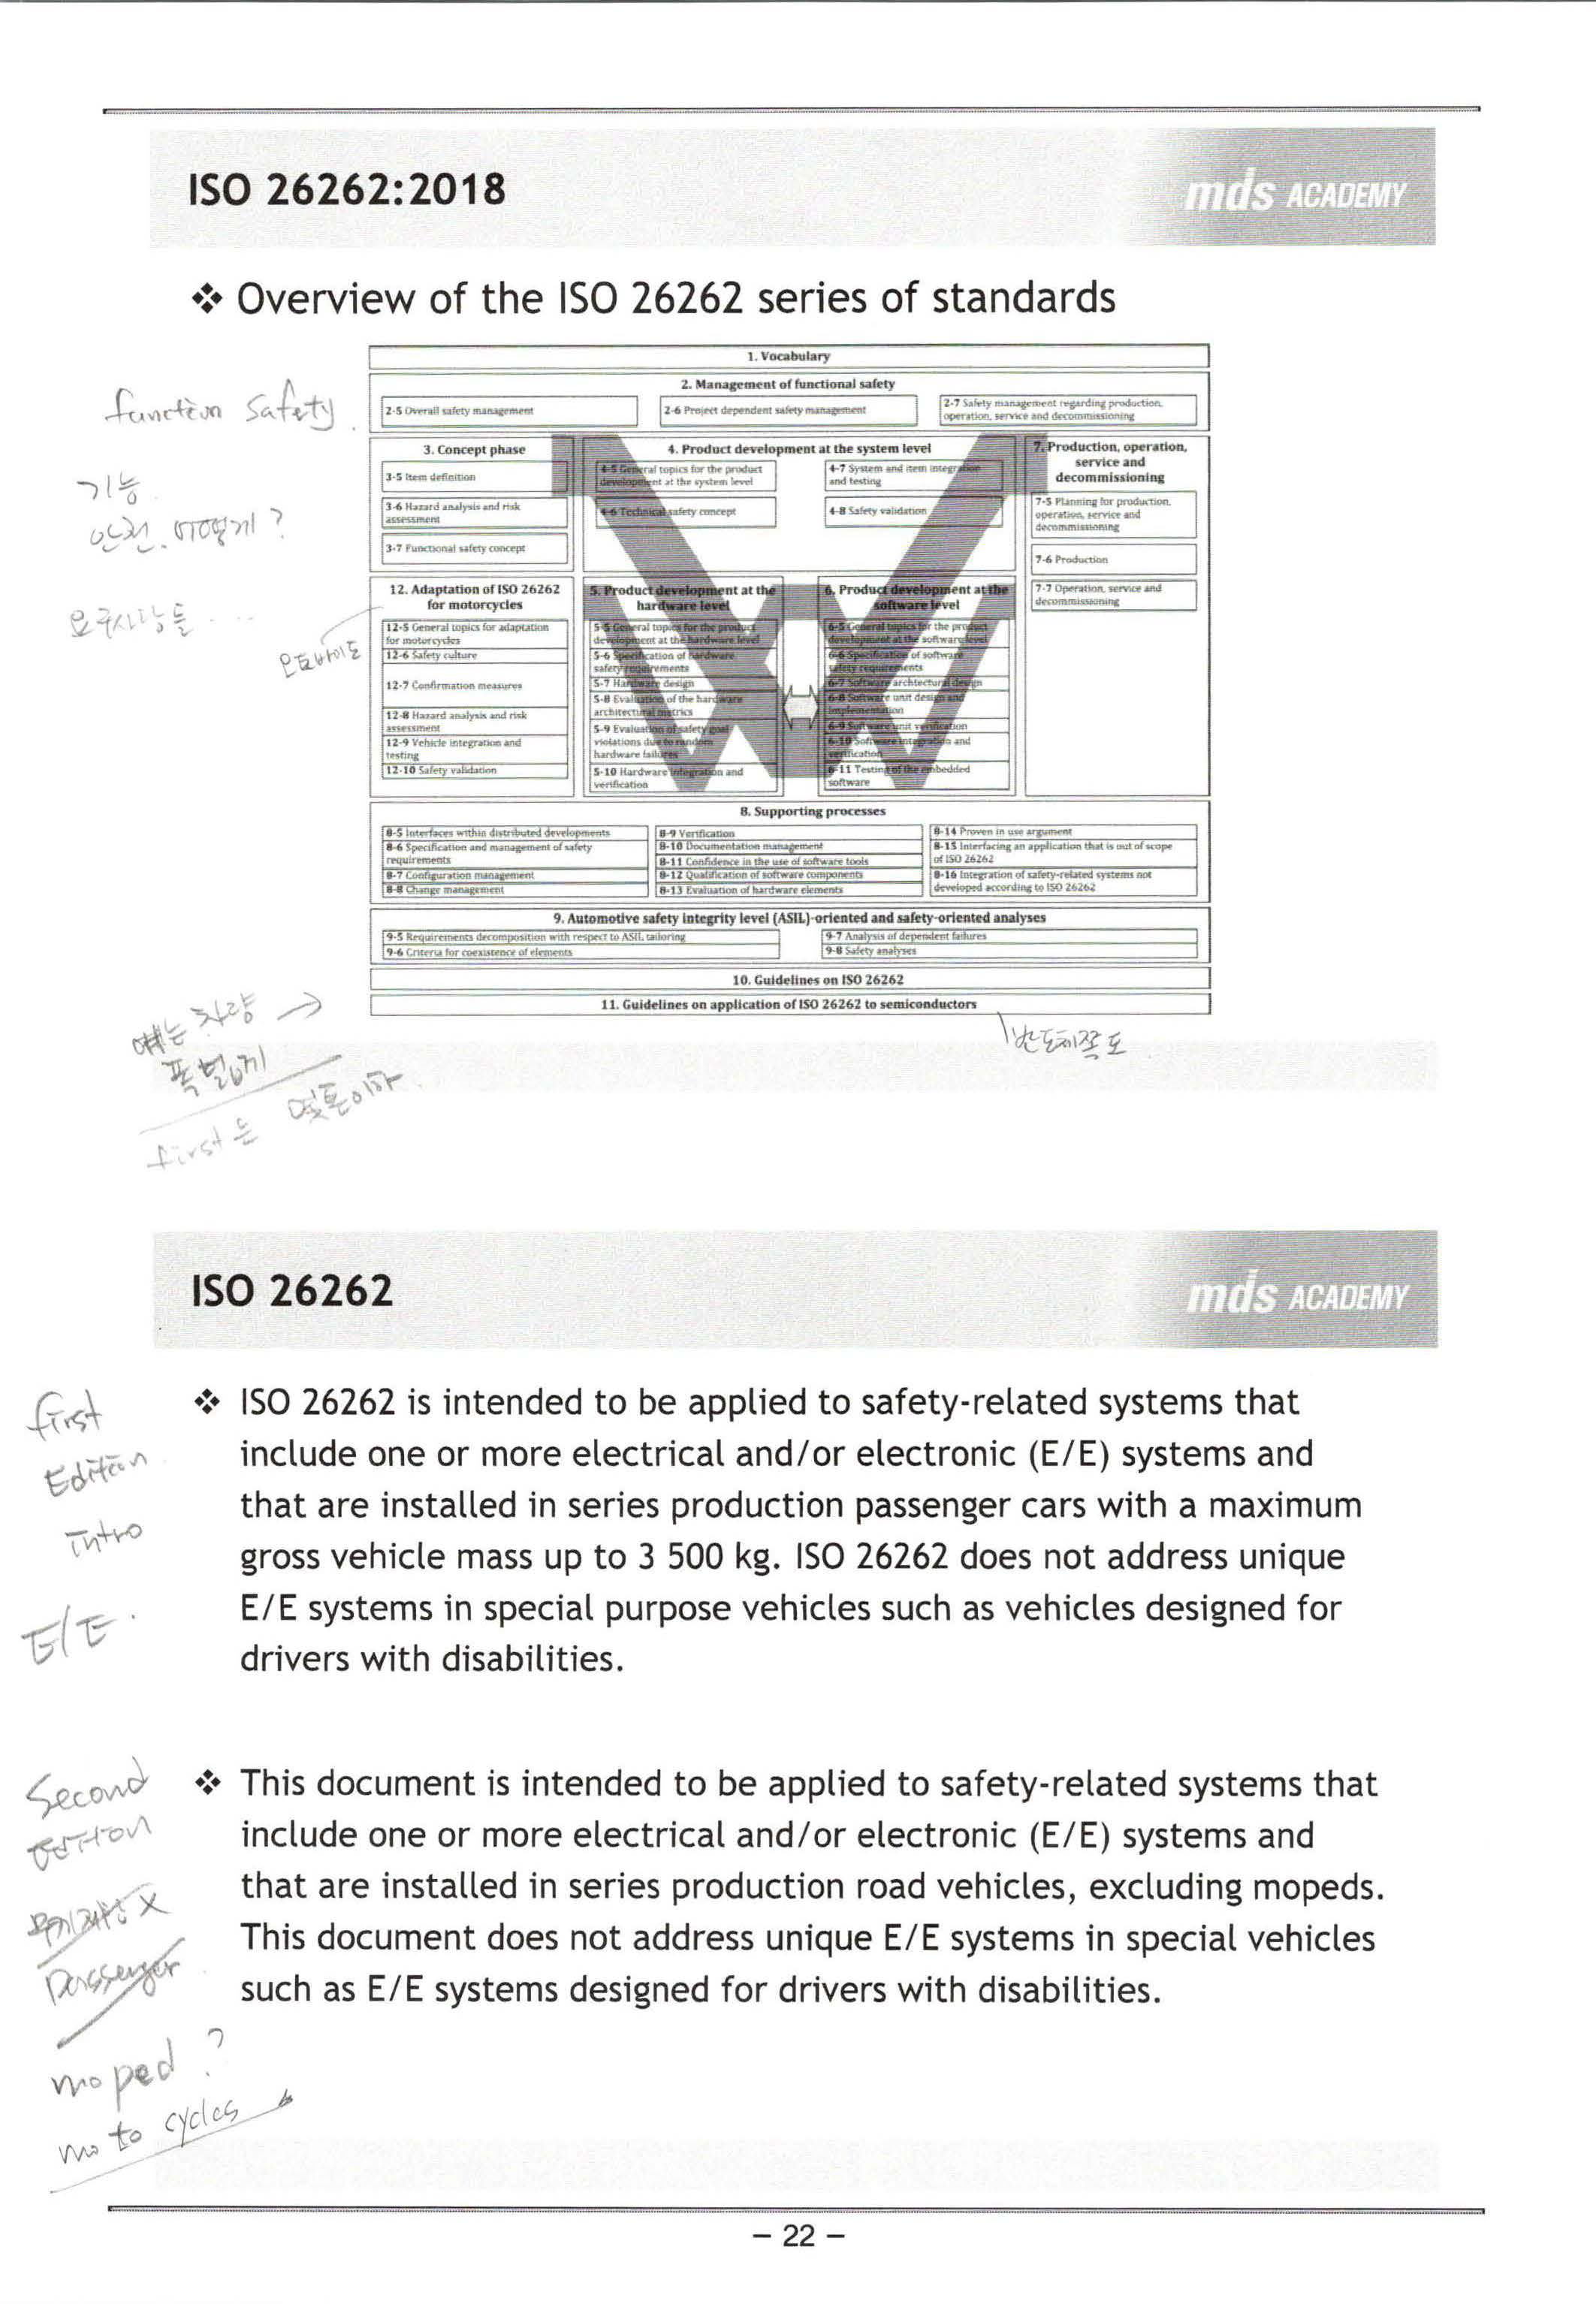 ISO 26262:2018
mds ACADEMY
❖ Overview of the ISO 26262 series of standards
function Safety.
기능
안전. 어떻게?
요구사항들 ...
오토바이도
1. Vocabulary
2. Management of functional safety
2-5 Overall safety management
2-6 Project dependent safety management
2-7 Safety management regarding production,
operation, service and decommissioning
3. Concept phase
3-5 Item definition
3-6 Hazard analysis and risk
assessment
3-7 Functional safety concept
4. Product development at the system level
4-5 General topics for the product
development at the system level
4-6 Technical safety concept
4-7 System and item integration
and testing
4-8 Safety validation
7. Production, operation,
service and
decommissioning
7-5 Planning for production,
operation, service and
decommissioning
7-6 Production
7-7 Operation, service and
decommissioning
12. Adaptation of ISO 26262
for motorcycles
12-5 General topics for adaptation
for motorcycles
12-6 Safety culture
12-7 Confirmation measures
12-8 Hazard analysis and risk
assessment
12-9 Vehicle integration and
testing
12-10 Safety validation
5. Product development at the
hardware level
5-5 General topics for the product
development at the hardware level
5-6 Specification of hardware
safety requirements
5-7 Hardware design
5-8 Evaluation of the hardware
architectural metrics
5-9 Evaluation of safety goal
violations due to random
hardware failures
5-10 Hardware integration and
verification
6. Product development at the
software level
6-5 General topics for the product
development at the software level
6-6 Specification of software
safety requirements
6-7 Software archtectural design
6-8 Software unit design and
implementation
6-9 Software unit verification
6-10 Software integration and
verification
6-11 Testing of the embedded
software
8. Supporting processes
8-5 Interfaces within distributed developments
8-6 Specification and management of safety
requirements
8-7 Configuration management
8-8 Change management
8-9 Verification
8-10 Documentation management
8-11 Confidence in the use of software tools
8-12 Qualification of software components
8-13 Evaluation of hardware elements
8-14 Proven in use argument
8-15 Interfacing an application that is out of scope
of ISO 26262
8-16 Integration of safety-related systems not
developed according to ISO 26262
9. Automotive safety integrity level (ASIL)-oriented and safety-oriented analyses
9-5 Requirements decomposition with respect to ASIL tailoring
9-6 Criteria for coexistence of elements
9-7 Analysis of dependent failures
9-8 Safety analyses
10. Guidelines on ISO 26262
11. Guidelines on application of ISO 26262 to semiconductors
반도체쪽도
얘는 차량 →
폭넓게
first는 몇톤이하
ISO 26262
mds ACADEMY
first
Edition
intro
E/E.
❖ ISO 26262 is intended to be applied to safety-related systems that
include one or more electrical and/or electronic (E/E) systems and
that are installed in series production passenger cars with a maximum
gross vehicle mass up to 3 500 kg. ISO 26262 does not address unique
E/E systems in special purpose vehicles such as vehicles designed for
drivers with disabilities.
Second
Edition
무게제한 X
Passenger
moped?
moto cycles
❖ This document is intended to be applied to safety-related systems that
include one or more electrical and/or electronic (E/E) systems and
that are installed in series production road vehicles, excluding mopeds.
This document does not address unique E/E systems in special vehicles
such as E/E systems designed for drivers with disabilities.
– 22 –